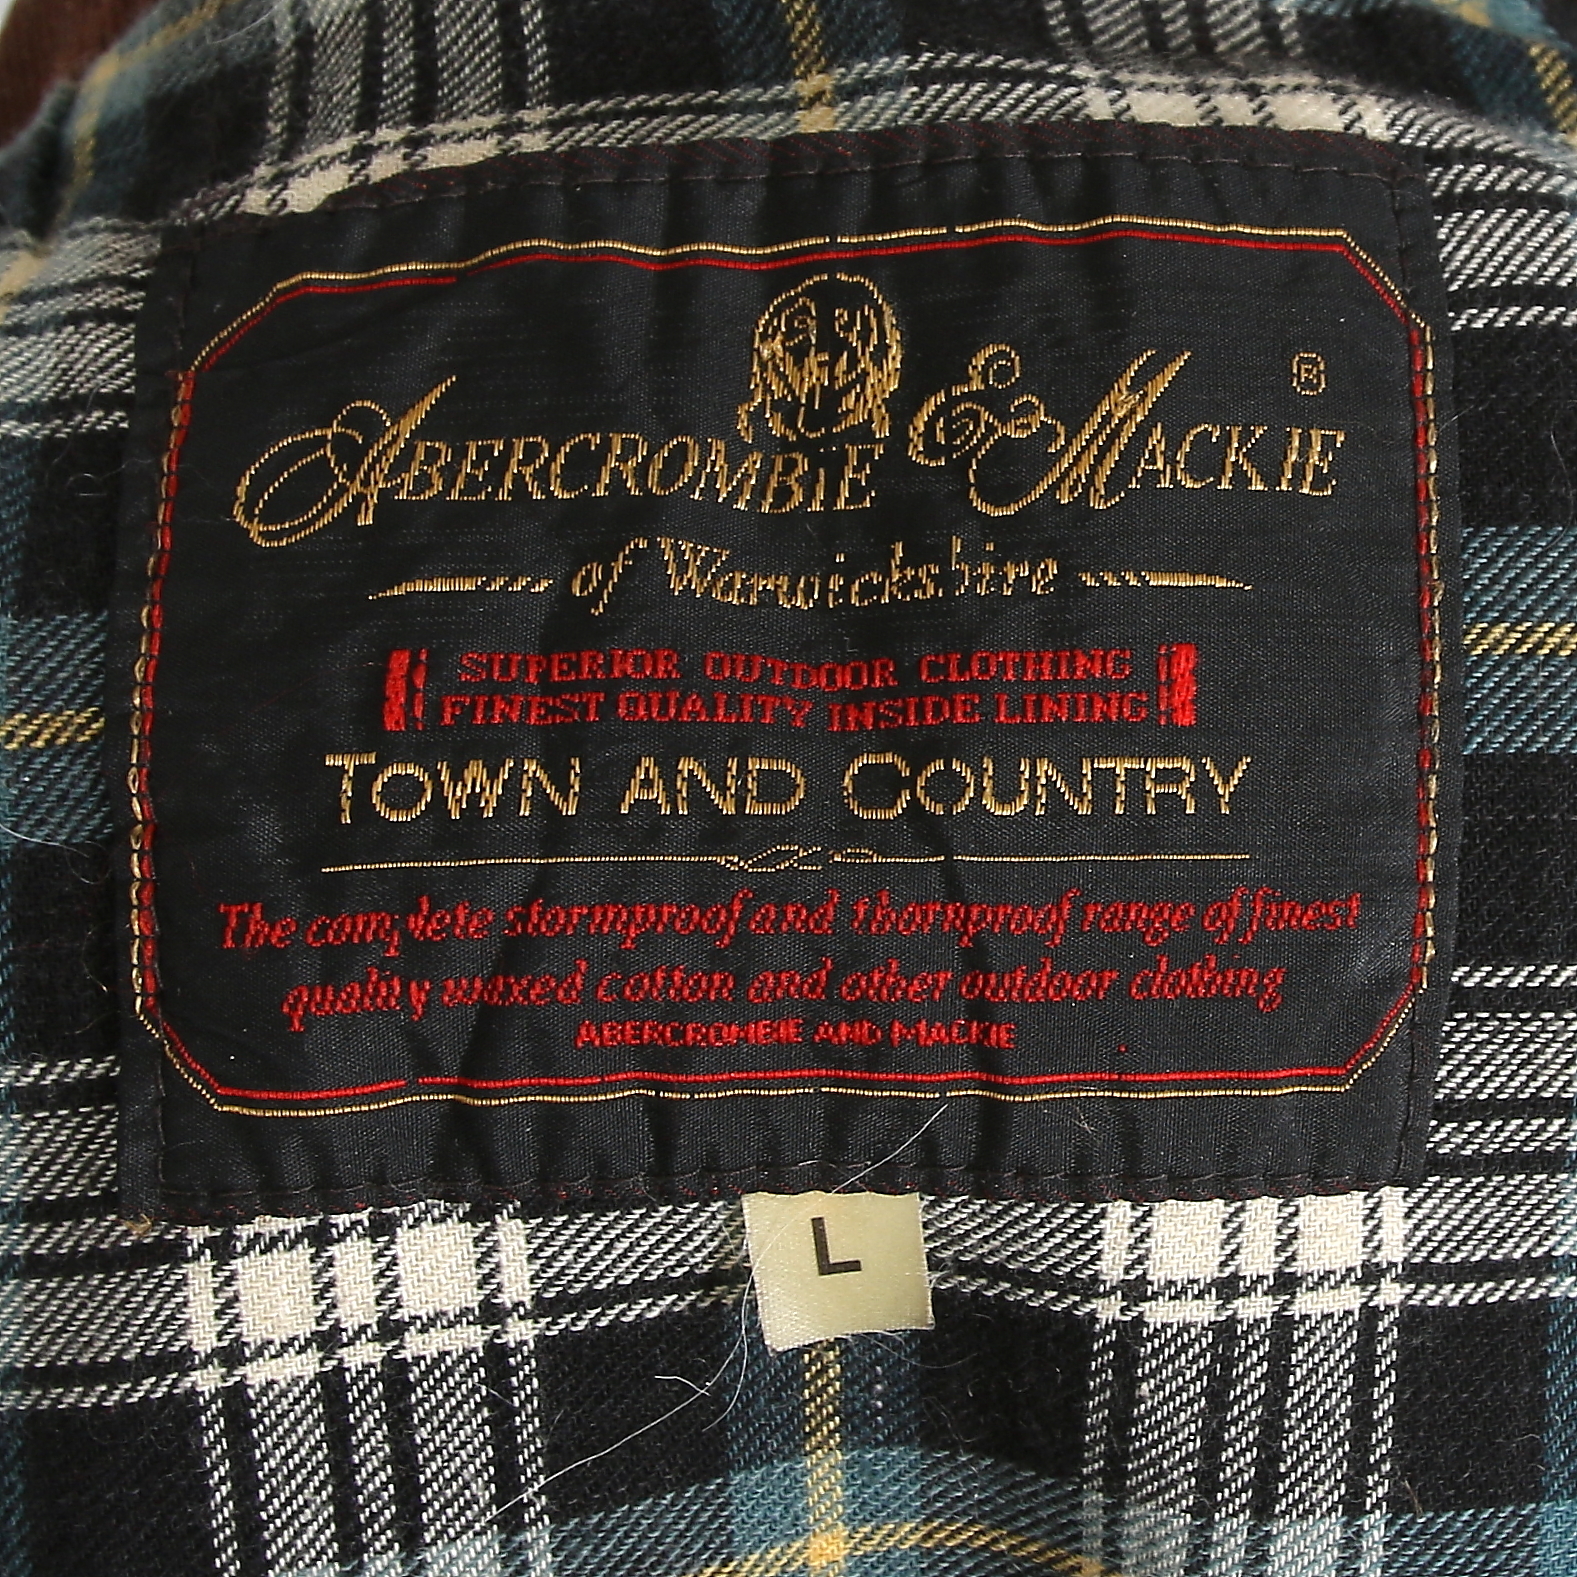 ABERCROMBIE & MACKIE ®
of Warwickshire
SUPERIOR OUTDOOR CLOTHING
FINEST QUALITY INSIDE LINING
TOWN AND COUNTRY
The complete stormproof and thornproof range of finest
quality waxed cotton and other outdoor clothing
ABERCROMBIE AND MACKIE
L